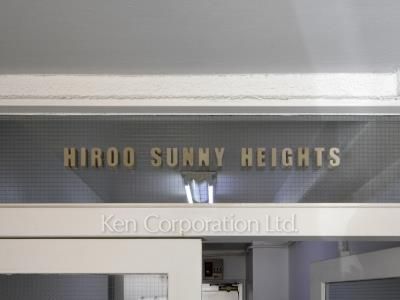 HIROO SUNNY HEIGHTS
Ken Corporation Ltd.